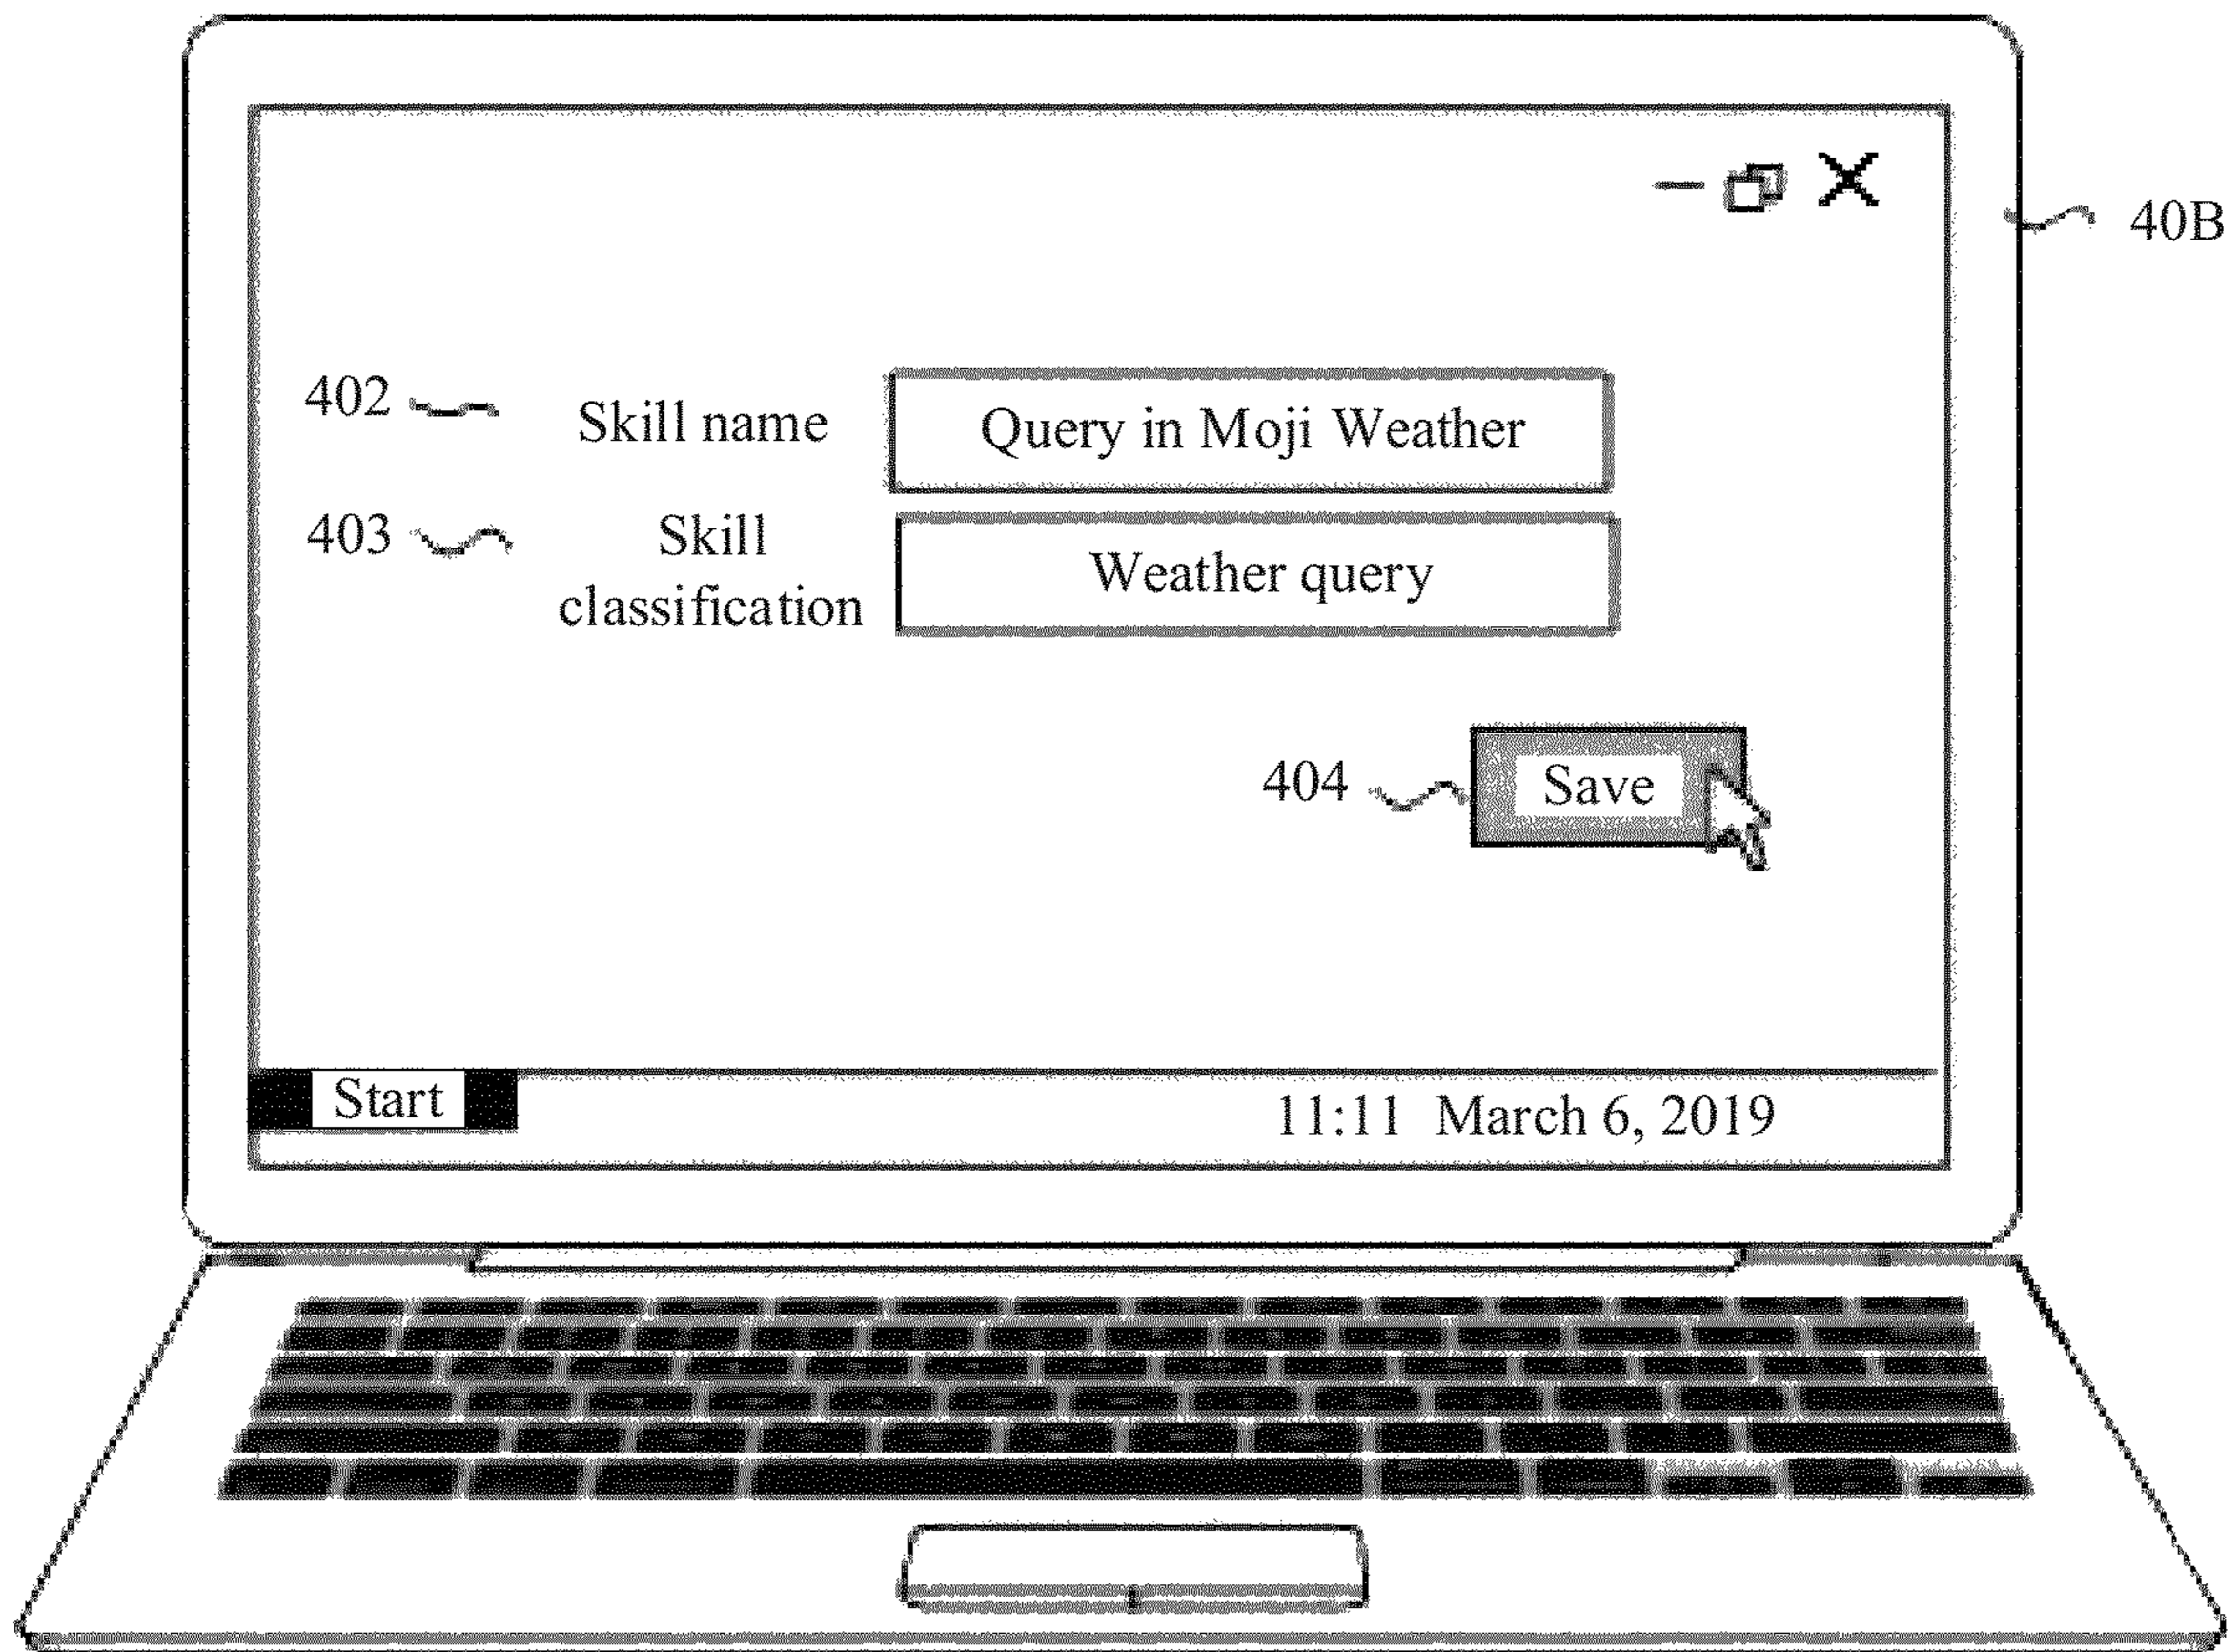 40B
402
Skill name
Query in Moji Weather
403
Skill
classification
Weather query
404
Save
Start
11:11 March 6, 2019